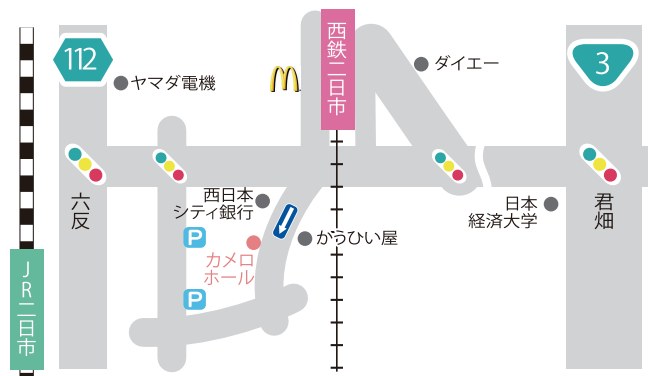 西鉄二日市
112
3
ダイエー
ヤマダ電機
六反
西日本
シティ銀行
日本
経済大学
君畑
P
かうひい屋
カメロ
ホール
JR二日市
P